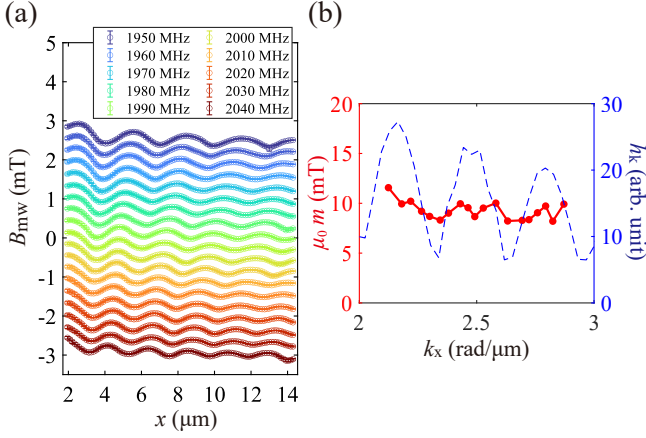 (a)
(b)
1950 MHz 2000 MHz
1960 MHz 2010 MHz
1970 MHz 2020 MHz
1980 MHz 2030 MHz
1990 MHz 2040 MHz
B_mw (mT)
5
4
3
2
1
0
-1
-2
-3
2 4 6 8 10 12 14
x (μm)
μ₀ m (mT)
20
15
10
5
0
30
20
10
0
h_k (arb. unit)
2 2.5 3
k_x (rad/μm)